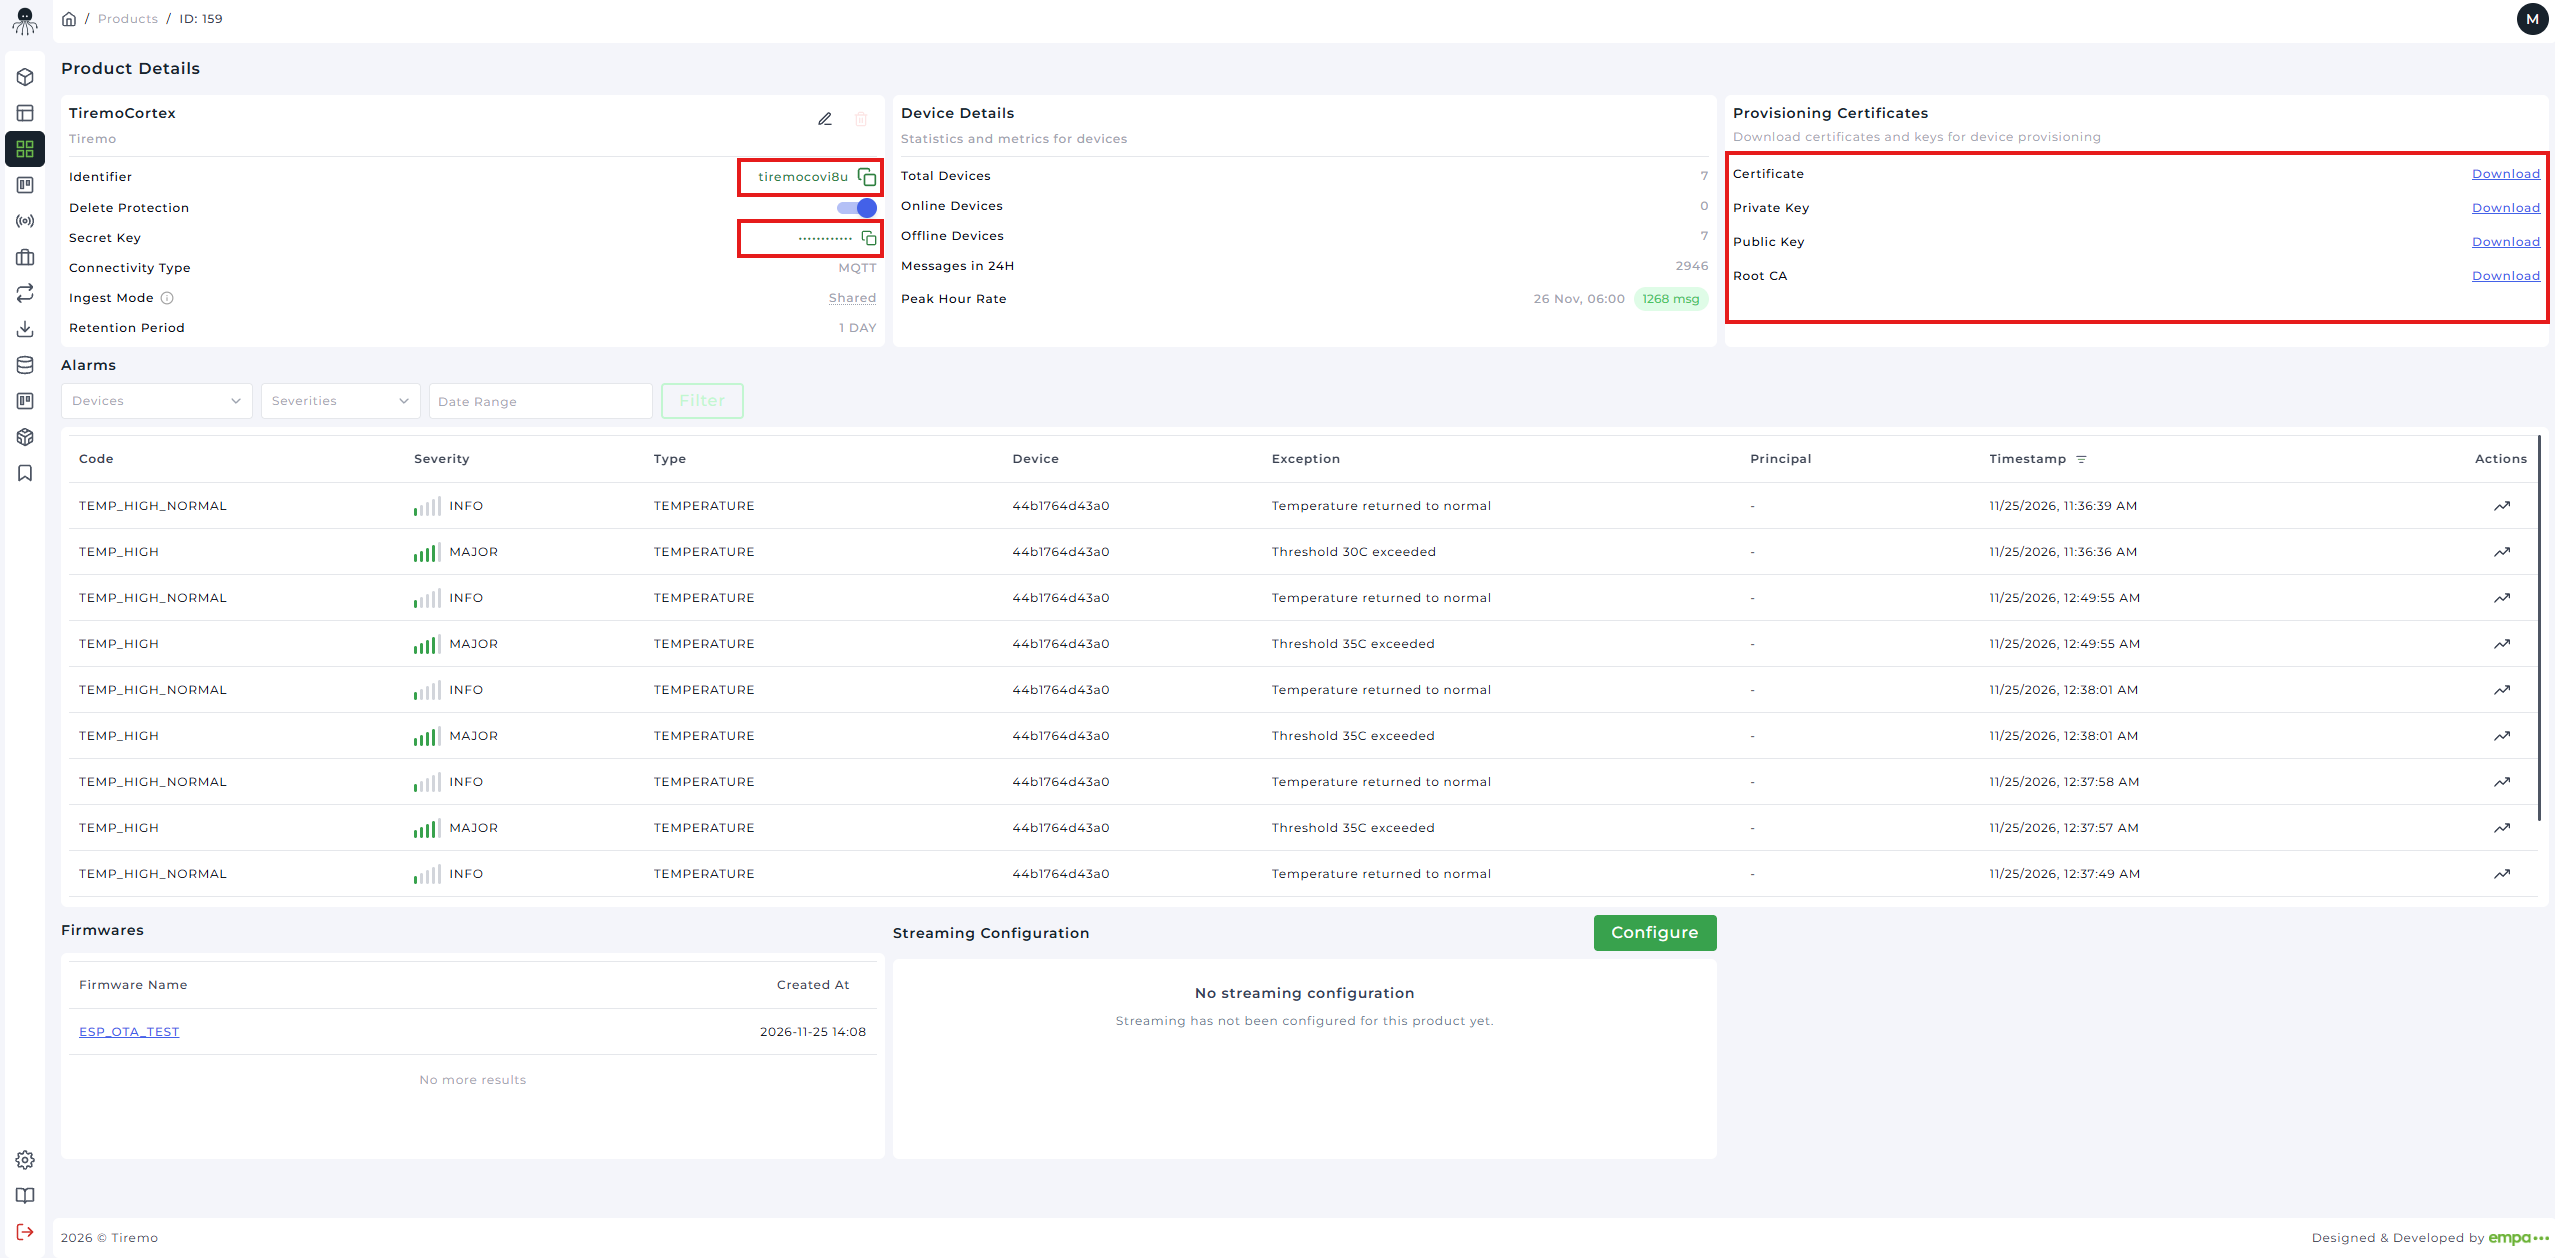 / Products / ID: 159
M
Product Details
TiremoCortex
Tiremo
Identifier tiremocovi8u
Delete Protection
Secret Key ············
Connectivity Type MQTT
Ingest Mode Shared
Retention Period 1 DAY
Device Details
Statistics and metrics for devices
Total Devices 7
Online Devices 0
Offline Devices 7
Messages in 24H 2946
Peak Hour Rate 26 Nov, 06:00 1268 msg
Provisioning Certificates
Download certificates and keys for device provisioning
Certificate Download
Private Key Download
Public Key Download
Root CA Download
Alarms
Devices Severities Date Range Filter
Code Severity Type Device Exception Principal Timestamp Actions
TEMP_HIGH_NORMAL INFO TEMPERATURE 44b1764d43a0 Temperature returned to normal - 11/25/2026, 11:36:39 AM
TEMP_HIGH MAJOR TEMPERATURE 44b1764d43a0 Threshold 30C exceeded - 11/25/2026, 11:36:36 AM
TEMP_HIGH_NORMAL INFO TEMPERATURE 44b1764d43a0 Temperature returned to normal - 11/25/2026, 12:49:55 AM
TEMP_HIGH MAJOR TEMPERATURE 44b1764d43a0 Threshold 35C exceeded - 11/25/2026, 12:49:55 AM
TEMP_HIGH_NORMAL INFO TEMPERATURE 44b1764d43a0 Temperature returned to normal - 11/25/2026, 12:38:01 AM
TEMP_HIGH MAJOR TEMPERATURE 44b1764d43a0 Threshold 35C exceeded - 11/25/2026, 12:38:01 AM
TEMP_HIGH_NORMAL INFO TEMPERATURE 44b1764d43a0 Temperature returned to normal - 11/25/2026, 12:37:58 AM
TEMP_HIGH MAJOR TEMPERATURE 44b1764d43a0 Threshold 35C exceeded - 11/25/2026, 12:37:57 AM
TEMP_HIGH_NORMAL INFO TEMPERATURE 44b1764d43a0 Temperature returned to normal - 11/25/2026, 12:37:49 AM
Firmwares
Firmware Name Created At
ESP_OTA_TEST 2026-11-25 14:08
No more results
Streaming Configuration Configure
No streaming configuration
Streaming has not been configured for this product yet.
2026 © Tiremo
Designed & Developed by empa